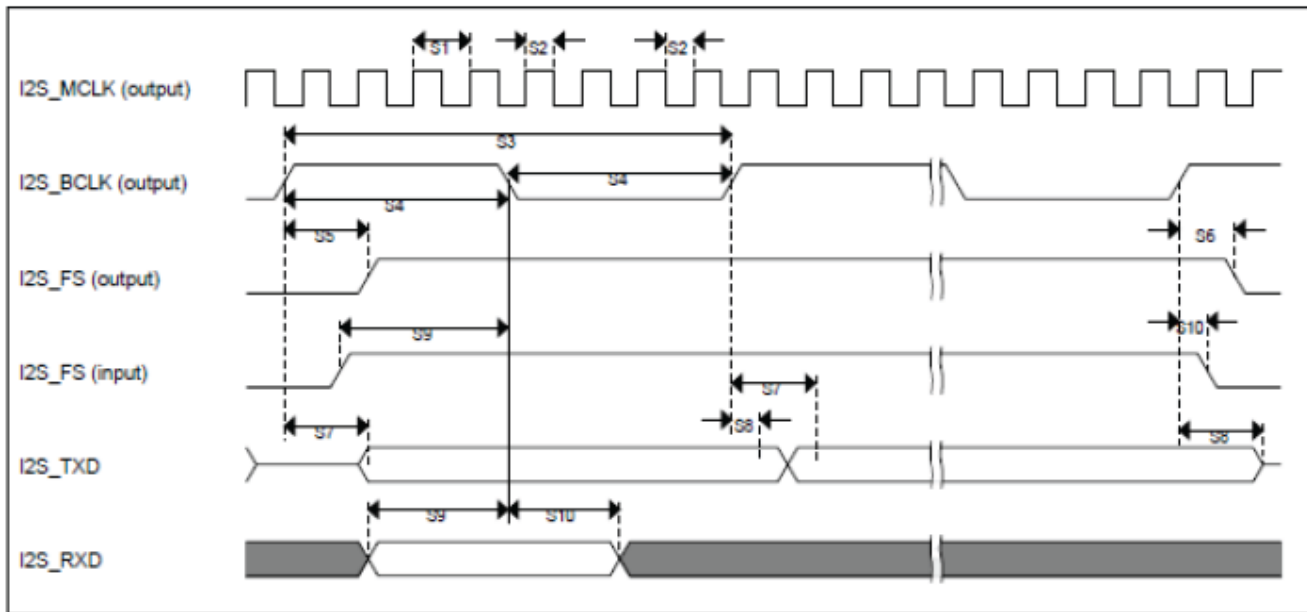 S1 S2 S2
I2S_MCLK (output)
S3
I2S_BCLK (output) S4
S4
S5 S6
I2S_FS (output)
S9 S10
I2S_FS (input)
S7
S8
S7 S8
I2S_TXD
S9 S10
I2S_RXD